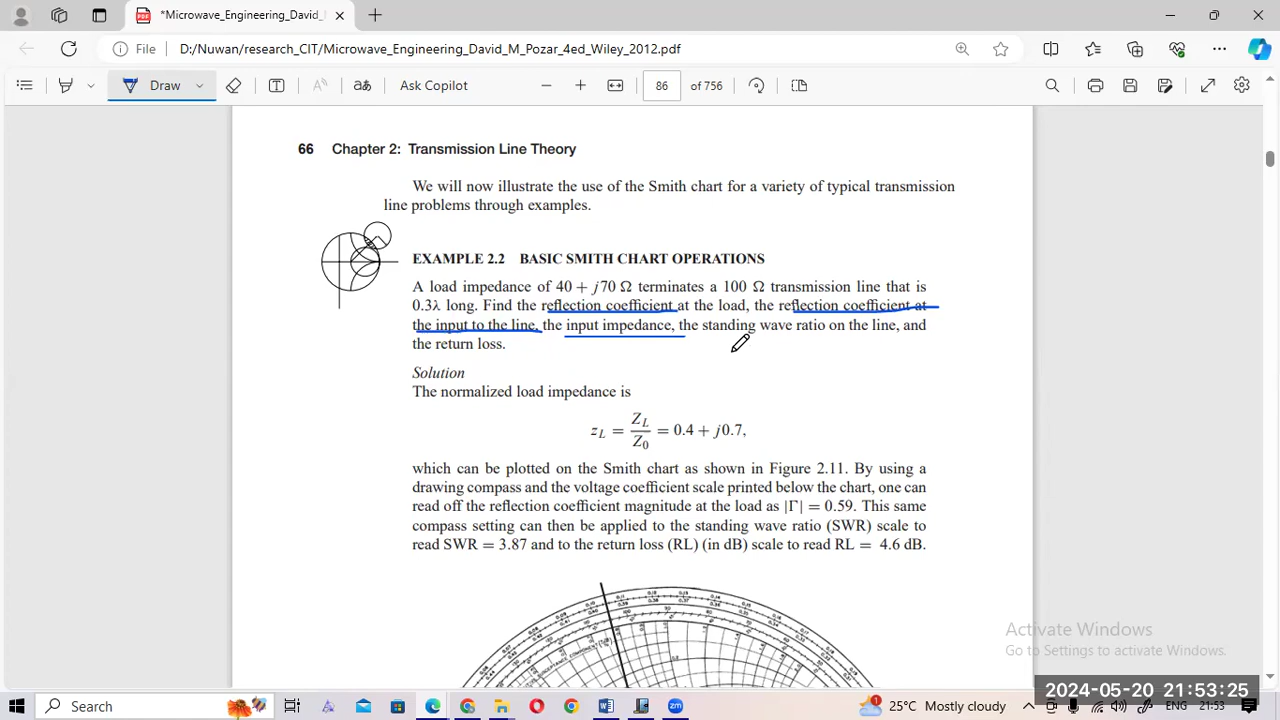 *Microwave_Engineering_David_M
File
D:/Nuwan/research_CIT/Microwave_Engineering_David_M_Pozar_4ed_Wiley_2012.pdf
Draw
Ask Copilot
86 of 756
66 Chapter 2: Transmission Line Theory
We will now illustrate the use of the Smith chart for a variety of typical transmission
line problems through examples.
EXAMPLE 2.2 BASIC SMITH CHART OPERATIONS
A load impedance of 40 + j70 Ω terminates a 100 Ω transmission line that is
0.3λ long. Find the reflection coefficient at the load, the reflection coefficient at
the input to the line, the input impedance, the standing wave ratio on the line, and
the return loss.
Solution
The normalized load impedance is
z_L = Z_L / Z_0 = 0.4 + j0.7,
which can be plotted on the Smith chart as shown in Figure 2.11. By using a
drawing compass and the voltage coefficient scale printed below the chart, one can
read off the reflection coefficient magnitude at the load as |Γ| = 0.59. This same
compass setting can then be applied to the standing wave ratio (SWR) scale to
read SWR = 3.87 and to the return loss (RL) (in dB) scale to read RL = 4.6 dB.
Activate Windows
Go to Settings to activate Windows.
2024-05-20 21:53:25
Search
25°C Mostly cloudy
ENG 21:53